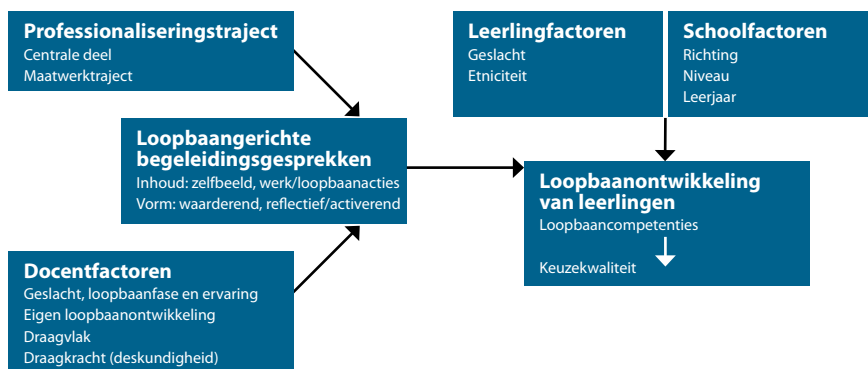 Professionaliseringstraject
Centrale deel
Maatwerktraject
Leerlingfactoren
Geslacht
Etniciteit
Schoolfactoren
Richting
Niveau
Leerjaar
Loopbaangerichte
begeleidingsgesprekken
Inhoud: zelfbeeld, werk/loopbaanacties
Vorm: waarderend, reflectief/activerend
Loopbaanontwikkeling
van leerlingen
Loopbaancompetenties
Keuzekwaliteit
Docentfactoren
Geslacht, loopbaanfase en ervaring
Eigen loopbaanontwikkeling
Draagvlak
Draagkracht (deskundigheid)